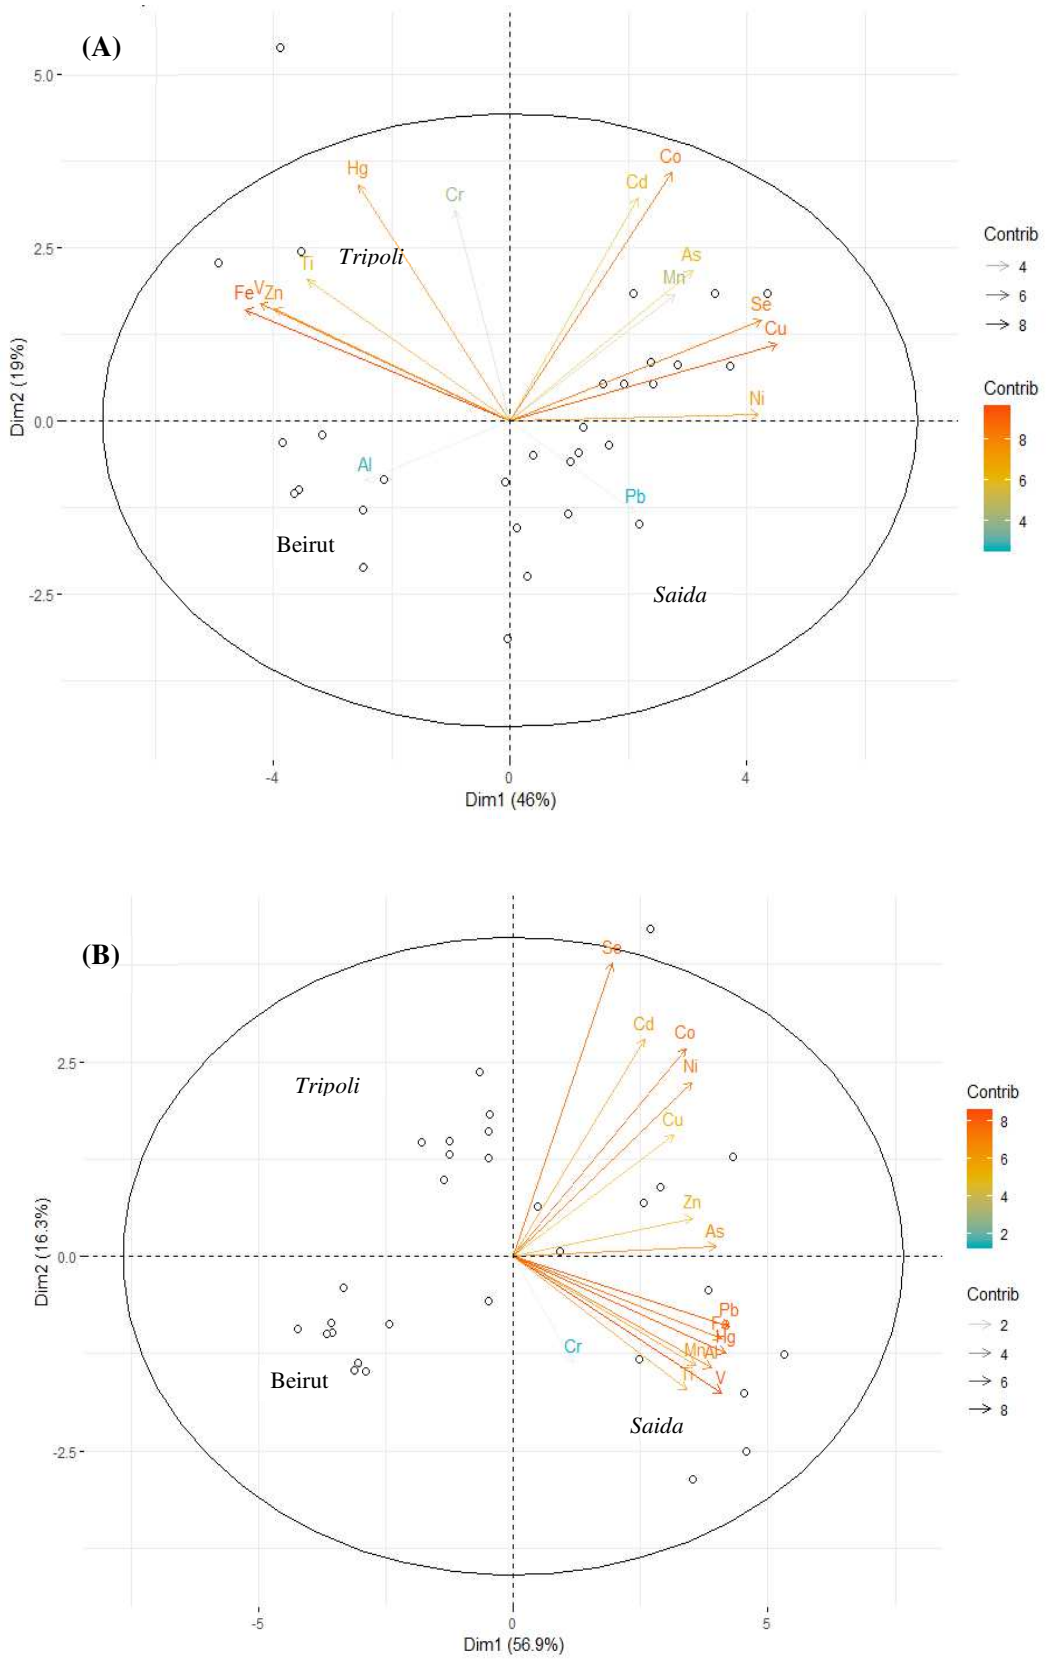 (A)
5.0
2.5
0.0
-2.5
Dim2 (19%)
-4
0
4
Dim1 (46%)
Hg
Cr
Co
Cd
As
Mn
Se
Cu
Ni
Ti
Tripoli
Fe
V
Zn
Al
Pb
Beirut
Saida
Contrib
4
6
8
Contrib
8
6
4
(B)
2.5
0.0
-2.5
Dim2 (16.3%)
-5
0
5
Dim1 (56.9%)
Se
Cd
Co
Ni
Cu
Zn
As
Tripoli
Pb
Fe
Hg
Mn
Al
Ti
V
Cr
Beirut
Saida
Contrib
8
6
4
2
Contrib
2
4
6
8